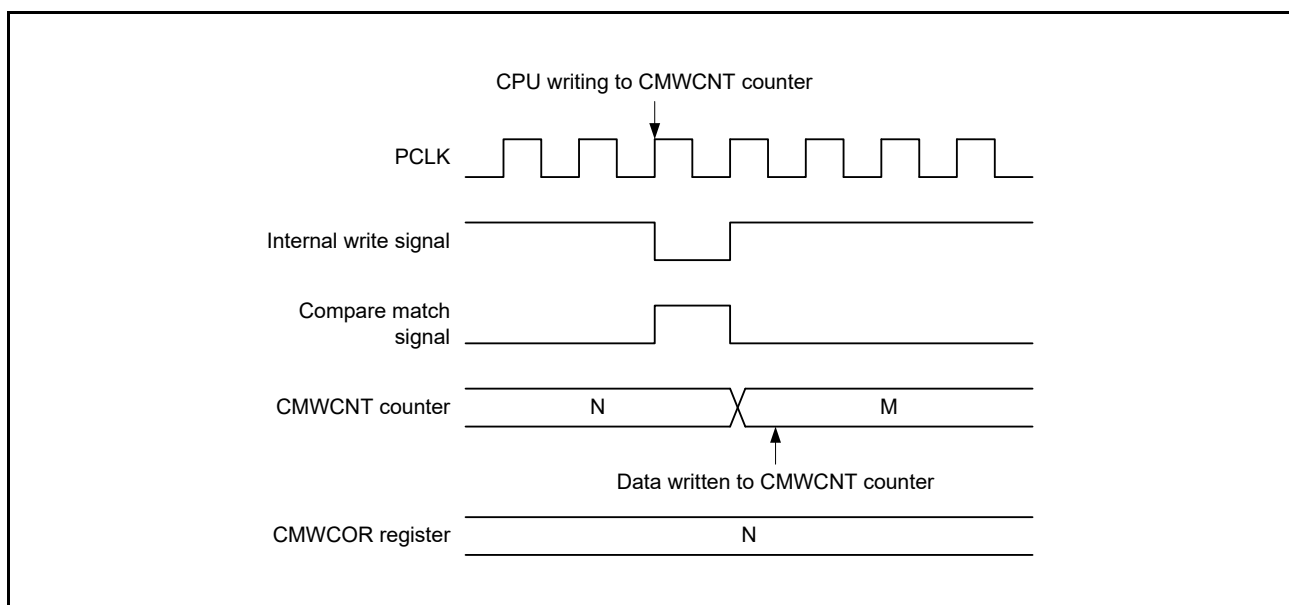 CPU writing to CMWCNT counter
PCLK
Internal write signal
Compare match
signal
CMWCNT counter
N
M
Data written to CMWCNT counter
CMWCOR register
N